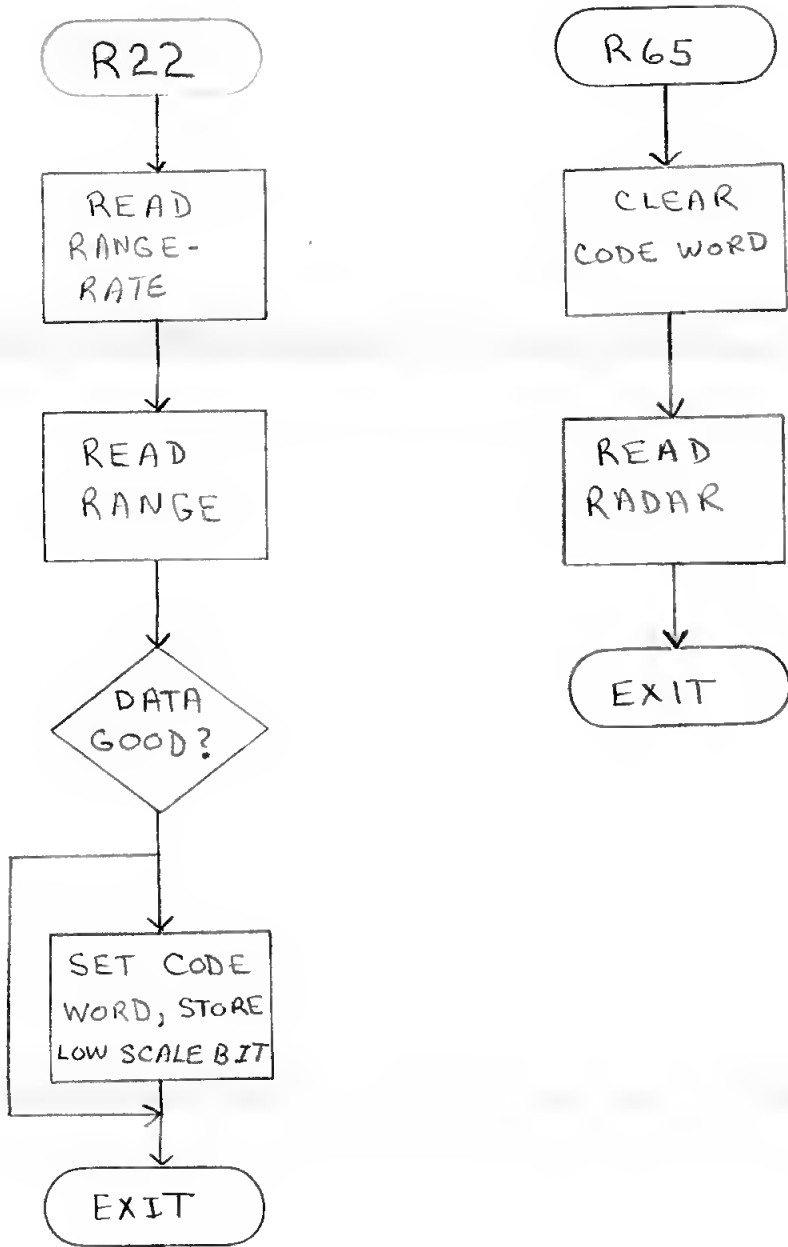 R22
READ
RANGE-
RATE
READ
RANGE
DATA
GOOD?
SET CODE
WORD, STORE
LOW SCALE BIT
EXIT
R65
CLEAR
CODE WORD
READ
RADAR
EXIT